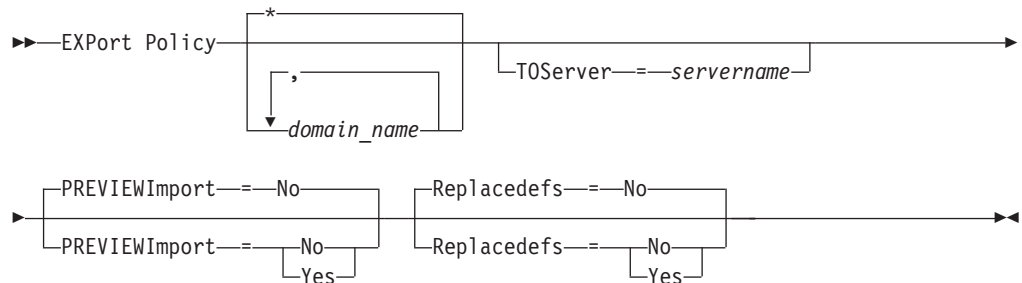 *
EXPort Policy
TOServer = servername
,
domain_name
PREVIEWImport = No Replacedefs = No
PREVIEWImport = No Replacedefs = No
Yes Yes